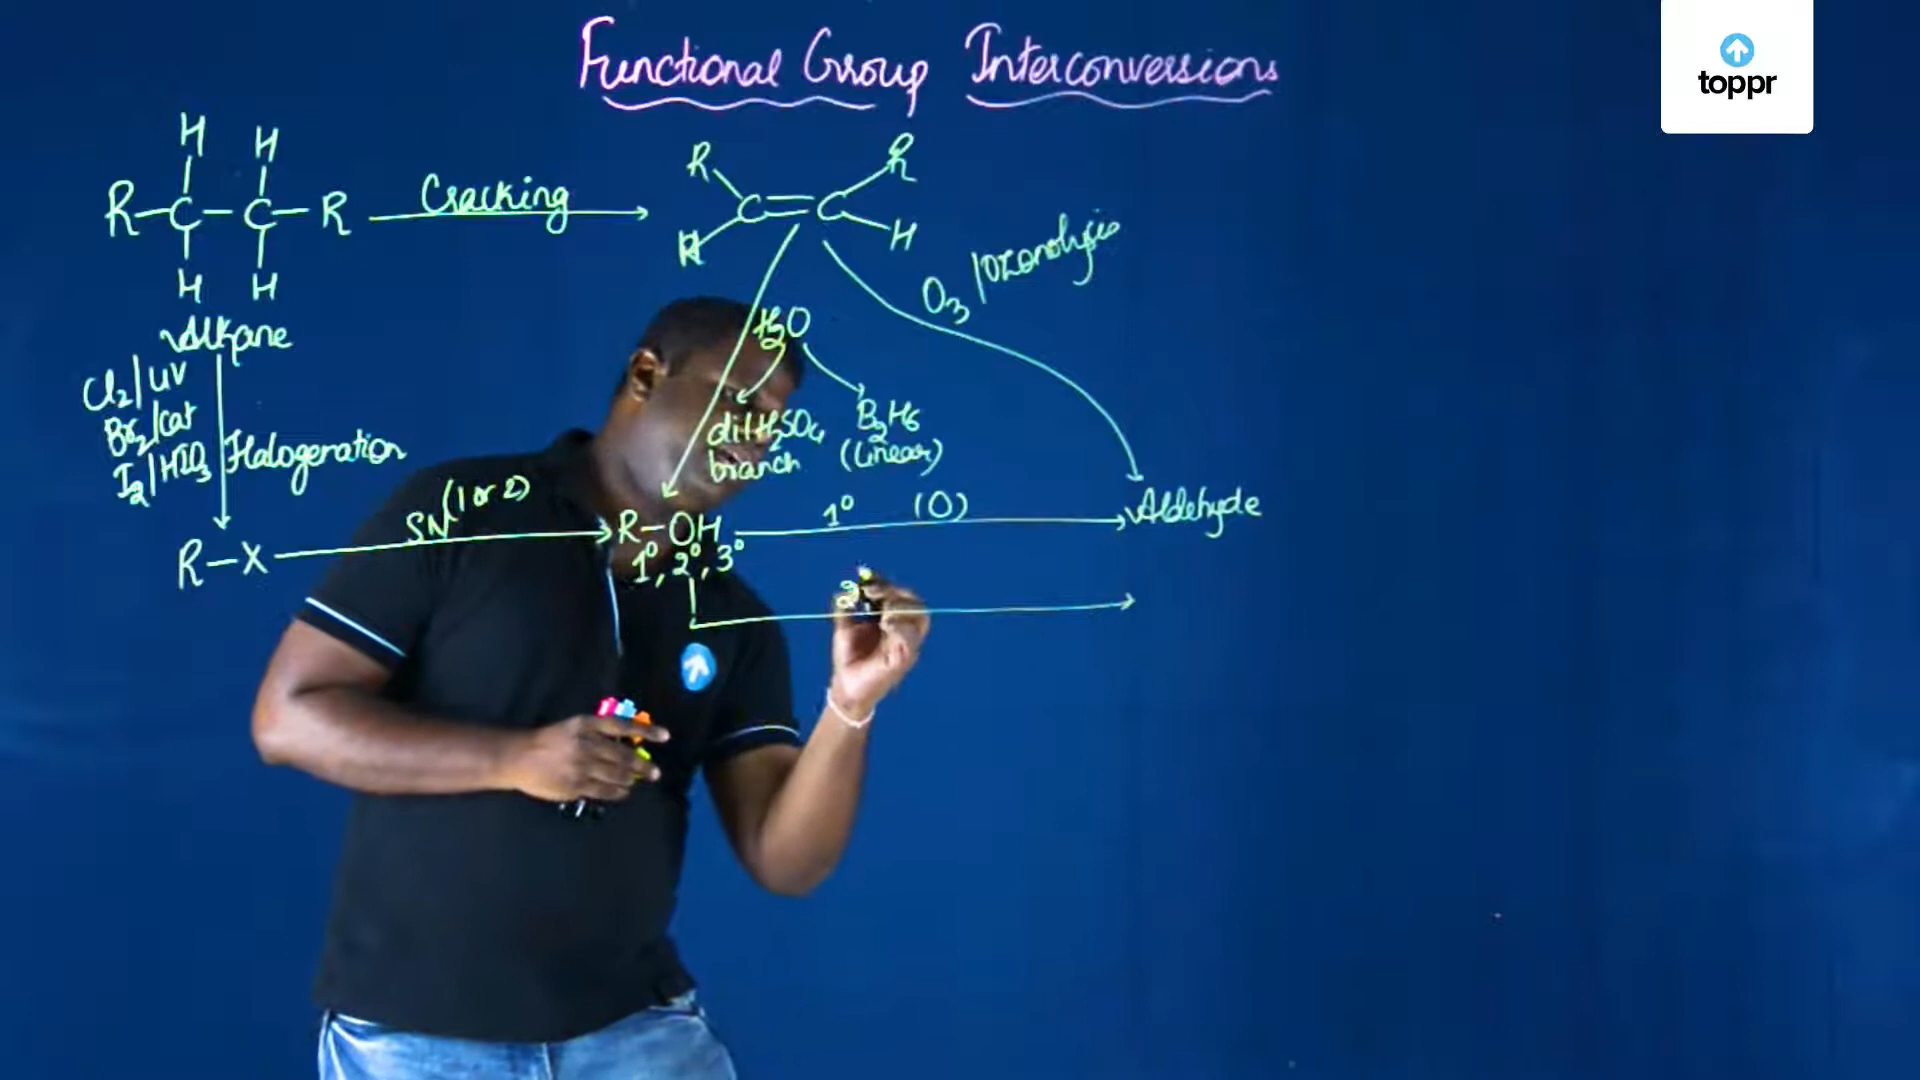 Functional Group Interconversions
toppr
H H
R-C-C-R
H H
Alkane
Cracking
R R
C=C
H H
O3 / Ozonolysis
H2O
dil H2SO4
branch
B2H6
(Linear)
Cl2/UV
Br2/cat
I2/HIO3
Halogenation
R-X
SN(1 or 2)
R-OH
1°, 2°, 3°
1° (O)
Aldehyde
2